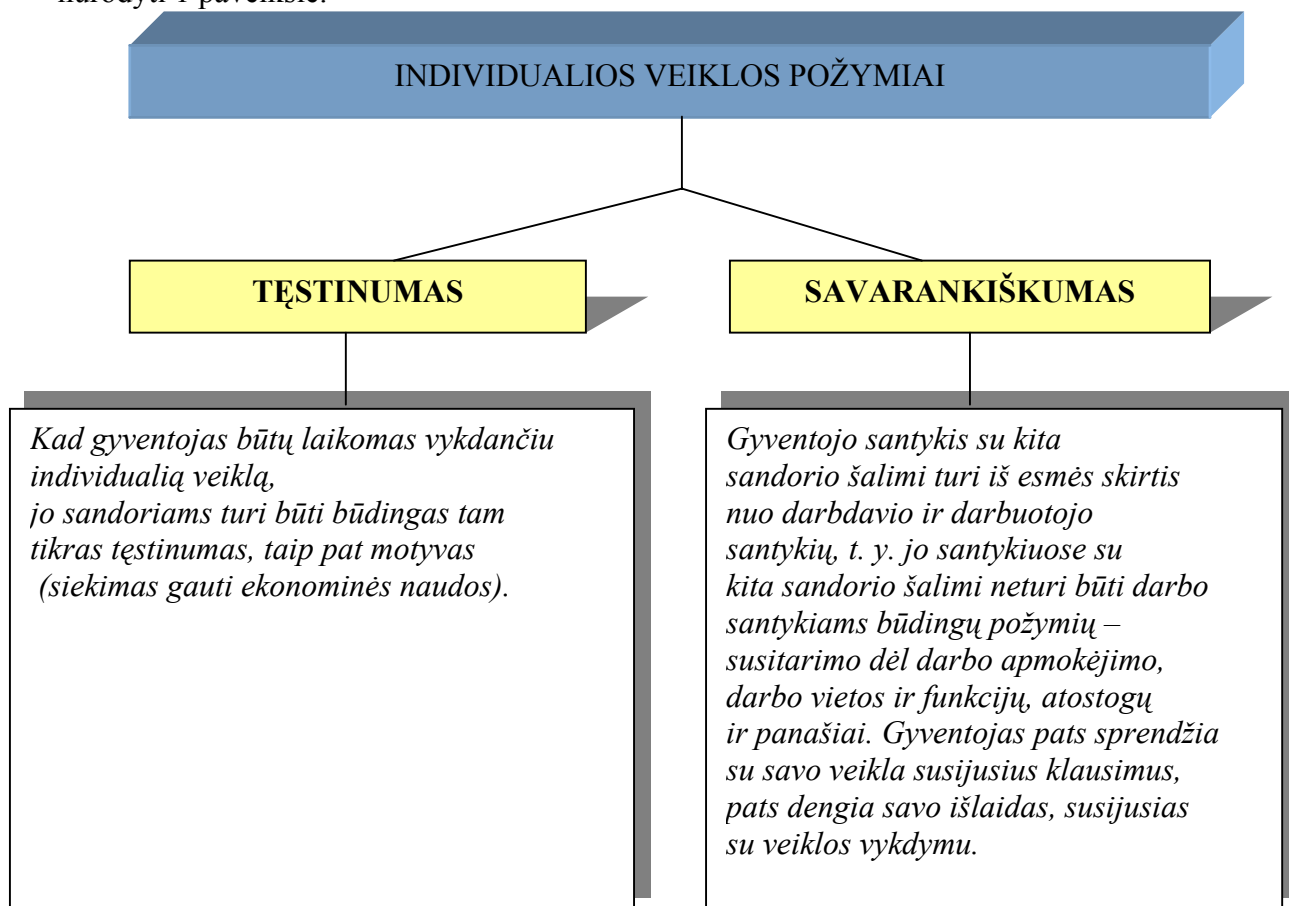 INDIVIDUALIOS VEIKLOS POŽYMIAI
TĘSTINUMAS
Kad gyventojas būtų laikomas vykdančiu
individualią veiklą,
jo sandoriams turi būti būdingas tam
tikras tęstinumas, taip pat motyvas
(siekimas gauti ekonominės naudos).
SAVARANKIŠKUMAS
Gyventojo santykis su kita
sandorio šalimi turi iš esmės skirtis
nuo darbdavio ir darbuotojo
santykių, t. y. jo santykiuose su
kita sandorio šalimi neturi būti darbo
santykiams būdingų požymių –
susitarimo dėl darbo apmokėjimo,
darbo vietos ir funkcijų, atostogų
ir panašiai. Gyventojas pats sprendžia
su savo veikla susijusius klausimus,
pats dengia savo išlaidas, susijusias
su veiklos vykdymu.